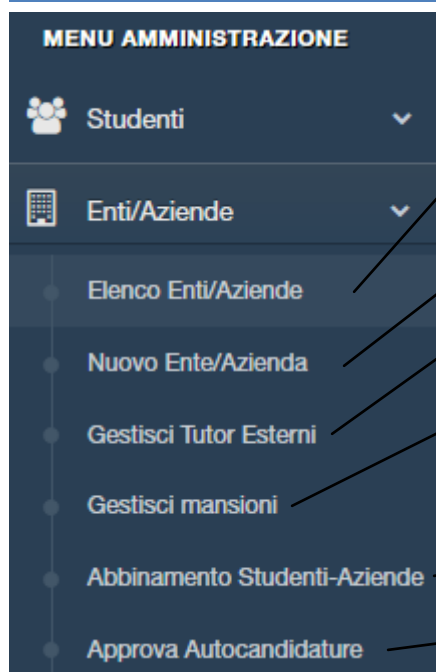 MENU AMMINISTRAZIONE
Studenti
Enti/Aziende
Elenco Enti/Aziende
Nuovo Ente/Azienda
Gestisci Tutor Esterni
Gestisci mansioni
Abbinamento Studenti-Aziende
Approva Autocandidature